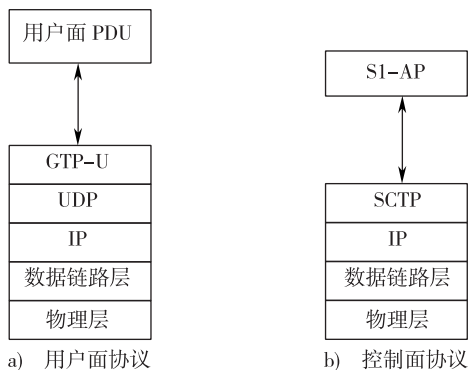 用户面 PDU
GTP-U
UDP
IP
数据链路层
物理层
a) 用户面协议
S1-AP
SCTP
IP
数据链路层
物理层
b) 控制面协议